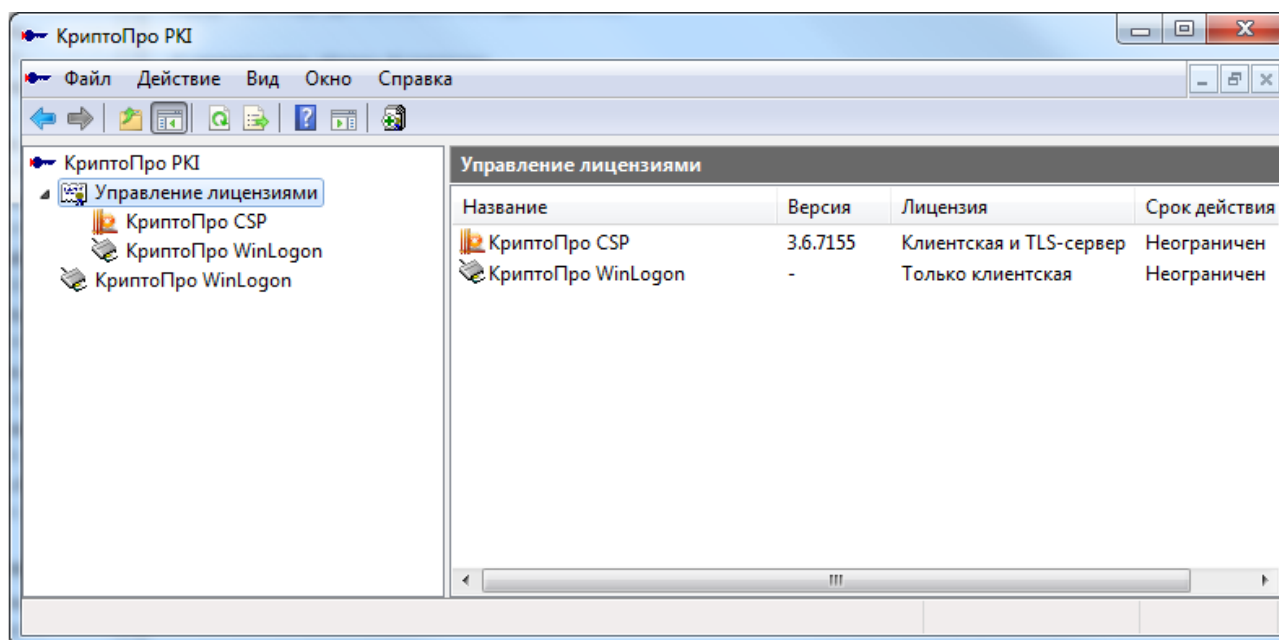 КриптоПро PKI
Файл Действие Вид Окно Справка
КриптоПро PKI
Управление лицензиями
КриптоПро CSP
КриптоПро WinLogon
КриптоПро WinLogon
Управление лицензиями
Название Версия Лицензия Срок действия
КриптоПро CSP 3.6.7155 Клиентская и TLS-сервер Неограничен
КриптоПро WinLogon - Только клиентская Неограничен